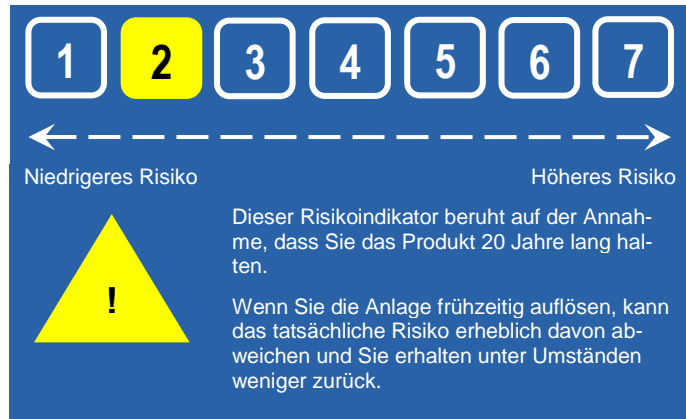 1 2 3 4 5 6 7
Niedrigeres Risiko Höheres Risiko
Dieser Risikoindikator beruht auf der Annah-
me, dass Sie das Produkt 20 Jahre lang hal-
ten.
!
Wenn Sie die Anlage frühzeitig auflösen, kann
das tatsächliche Risiko erheblich davon ab-
weichen und Sie erhalten unter Umständen
weniger zurück.